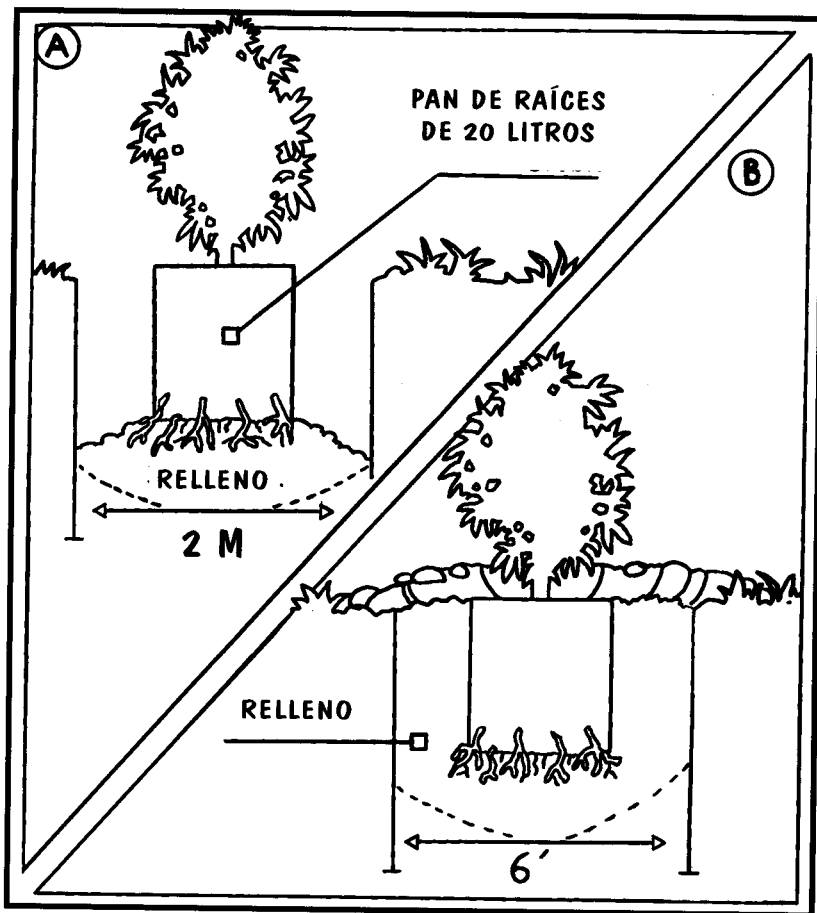 A
PAN DE RAÍCES
DE 20 LITROS
B
RELLENO
2 M
RELLENO
6´